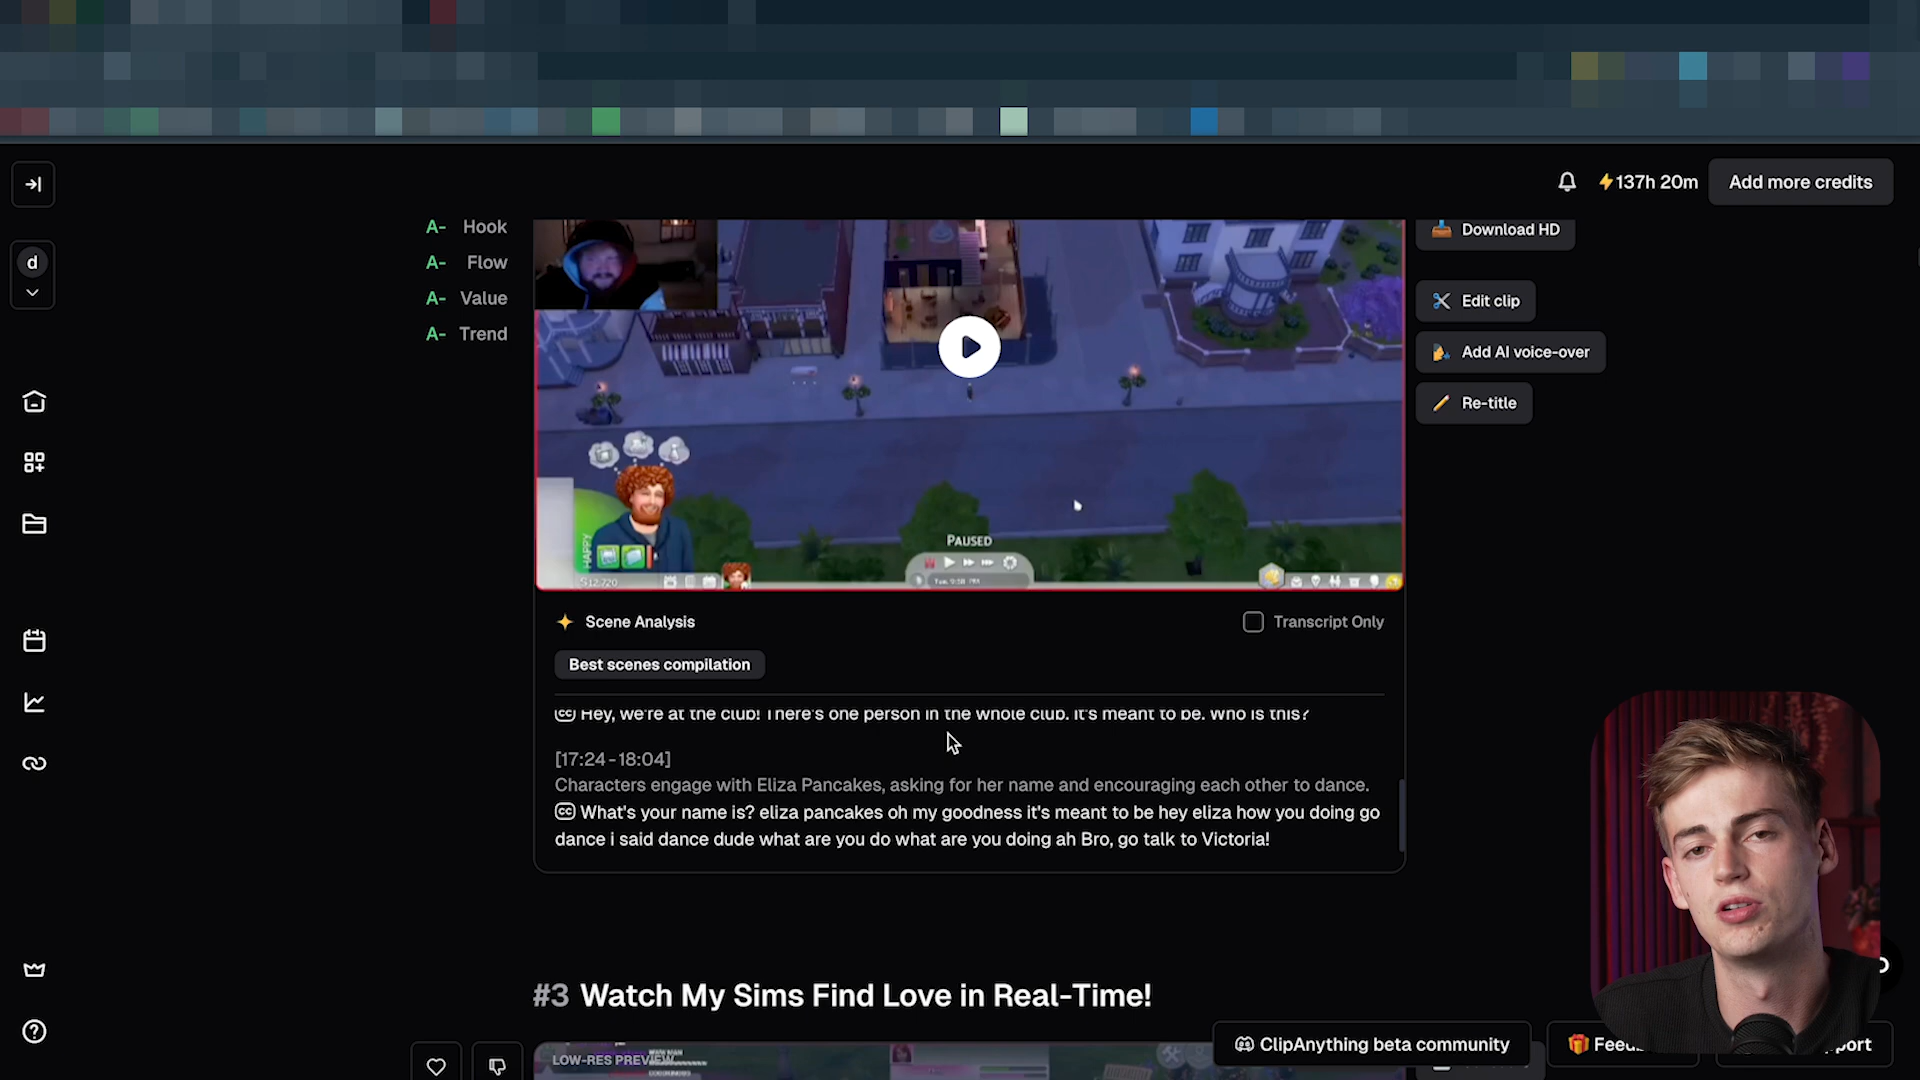 137h 20m
Add more credits
d
A- Hook
A- Flow
A- Value
A- Trend
Download HD
Edit clip
Add AI voice-over
Re-title
HAPPY
PAUSED
Scene Analysis
Transcript Only
Best scenes compilation
cc Hey, we're at the club! There's one person in the whole club. It's meant to be. Who is this?
[17:24-18:04]
Characters engage with Eliza Pancakes, asking for her name and encouraging each other to dance.
cc What's your name is? eliza pancakes oh my goodness it's meant to be hey eliza how you doing go
dance i said dance dude what are you do what are you doing ah Bro, go talk to Victoria!
#3 Watch My Sims Find Love in Real-Time!
LOW-RES PREVIEW
ClipAnything beta community